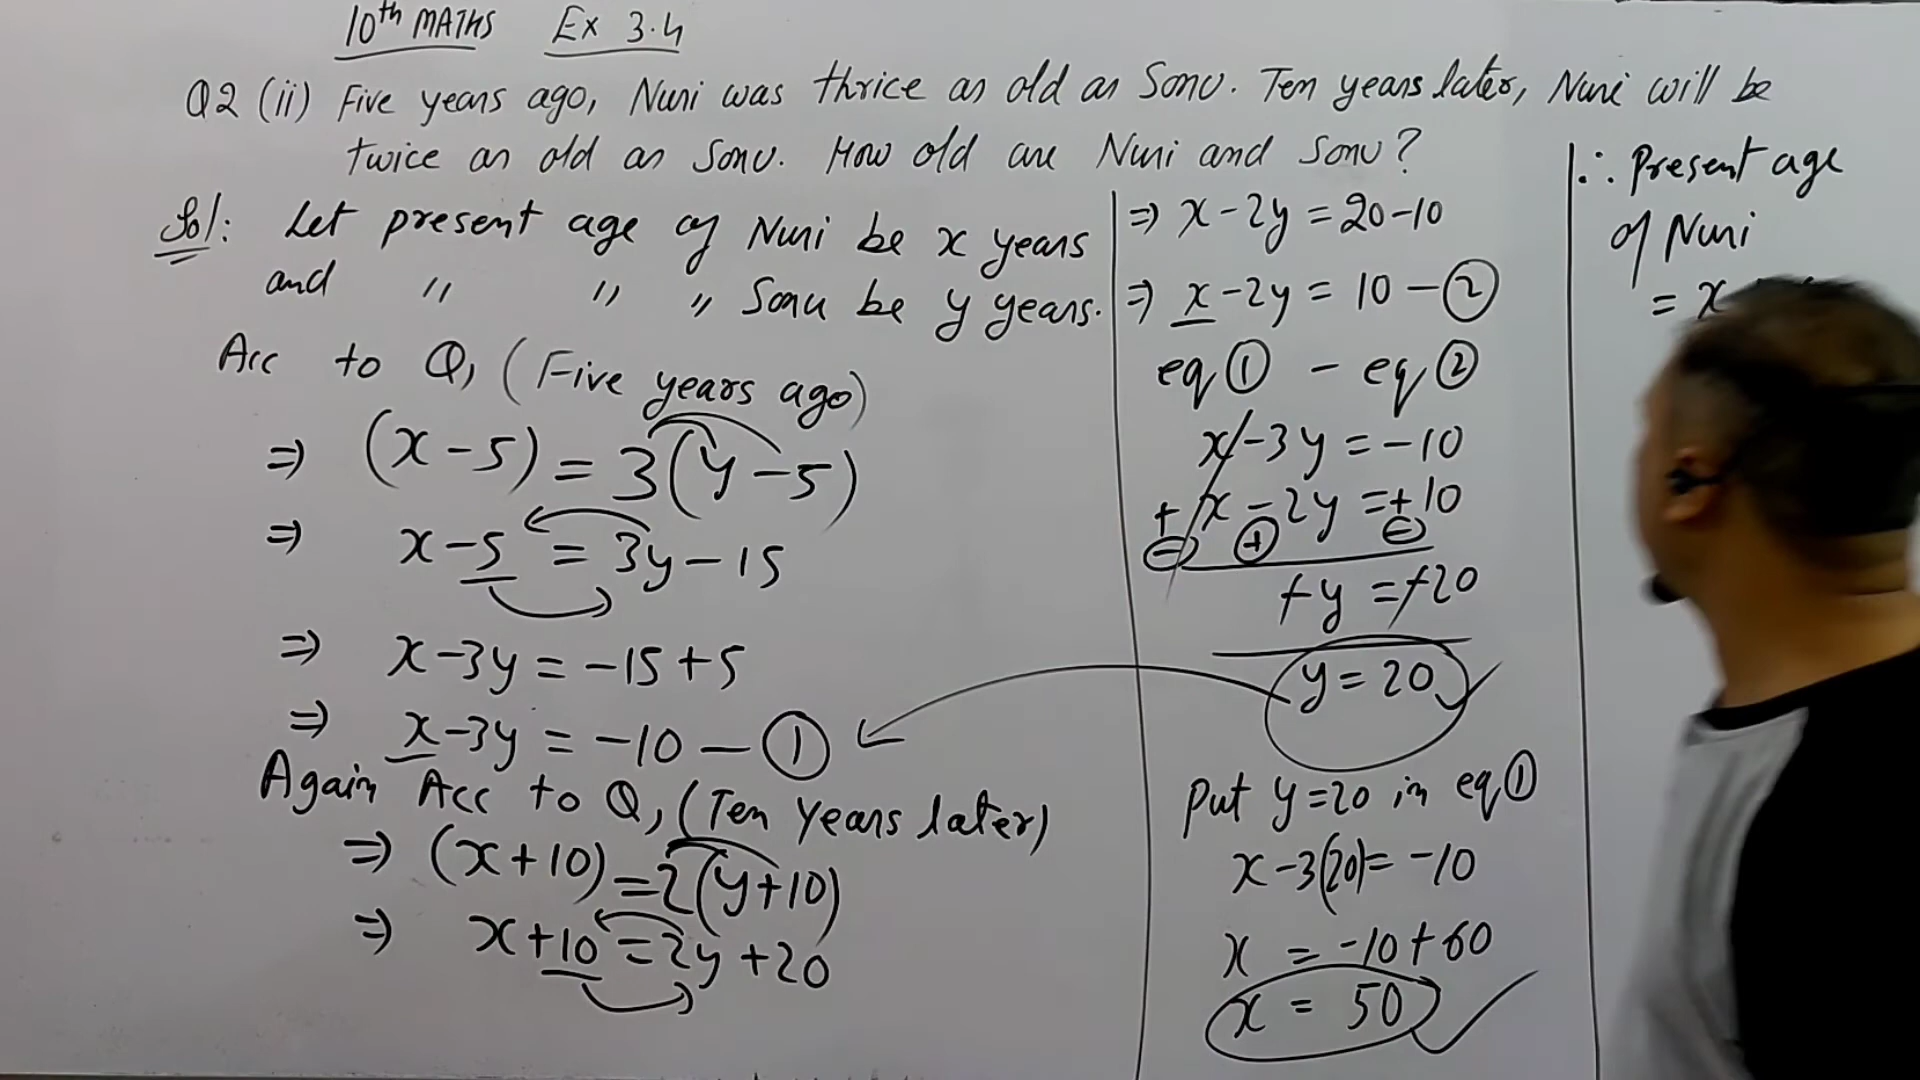 10th MATHS Ex 3.4
Q2 (ii) Five years ago, Nuri was thrice as old as Sonu. Ten years later, Nuri will be
twice as old as Sonu. How old are Nuri and Sonu?
Sol: Let present age of Nuri be x years
and " " " Sonu be y years.
Acc to Q, (Five years ago)
⇒ (x-5) = 3(y-5)
⇒ x-5 = 3y-15
⇒ x-3y = -15+5
⇒ x-3y = -10 — ①
Again Acc to Q, (Ten Years later)
⇒ (x+10) = 2(y+10)
⇒ x+10 = 2y+20
⇒ x-2y = 20-10
⇒ x-2y = 10 — ②
eq ① - eq ②
x-3y = -10
+x-2y = +10
⊖ ⊕ ⊖
+y = +20
y = 20
Put y=20 in eq ①
x-3(20) = -10
x = -10+60
x = 50
∴ Present age
of Nuri
= x